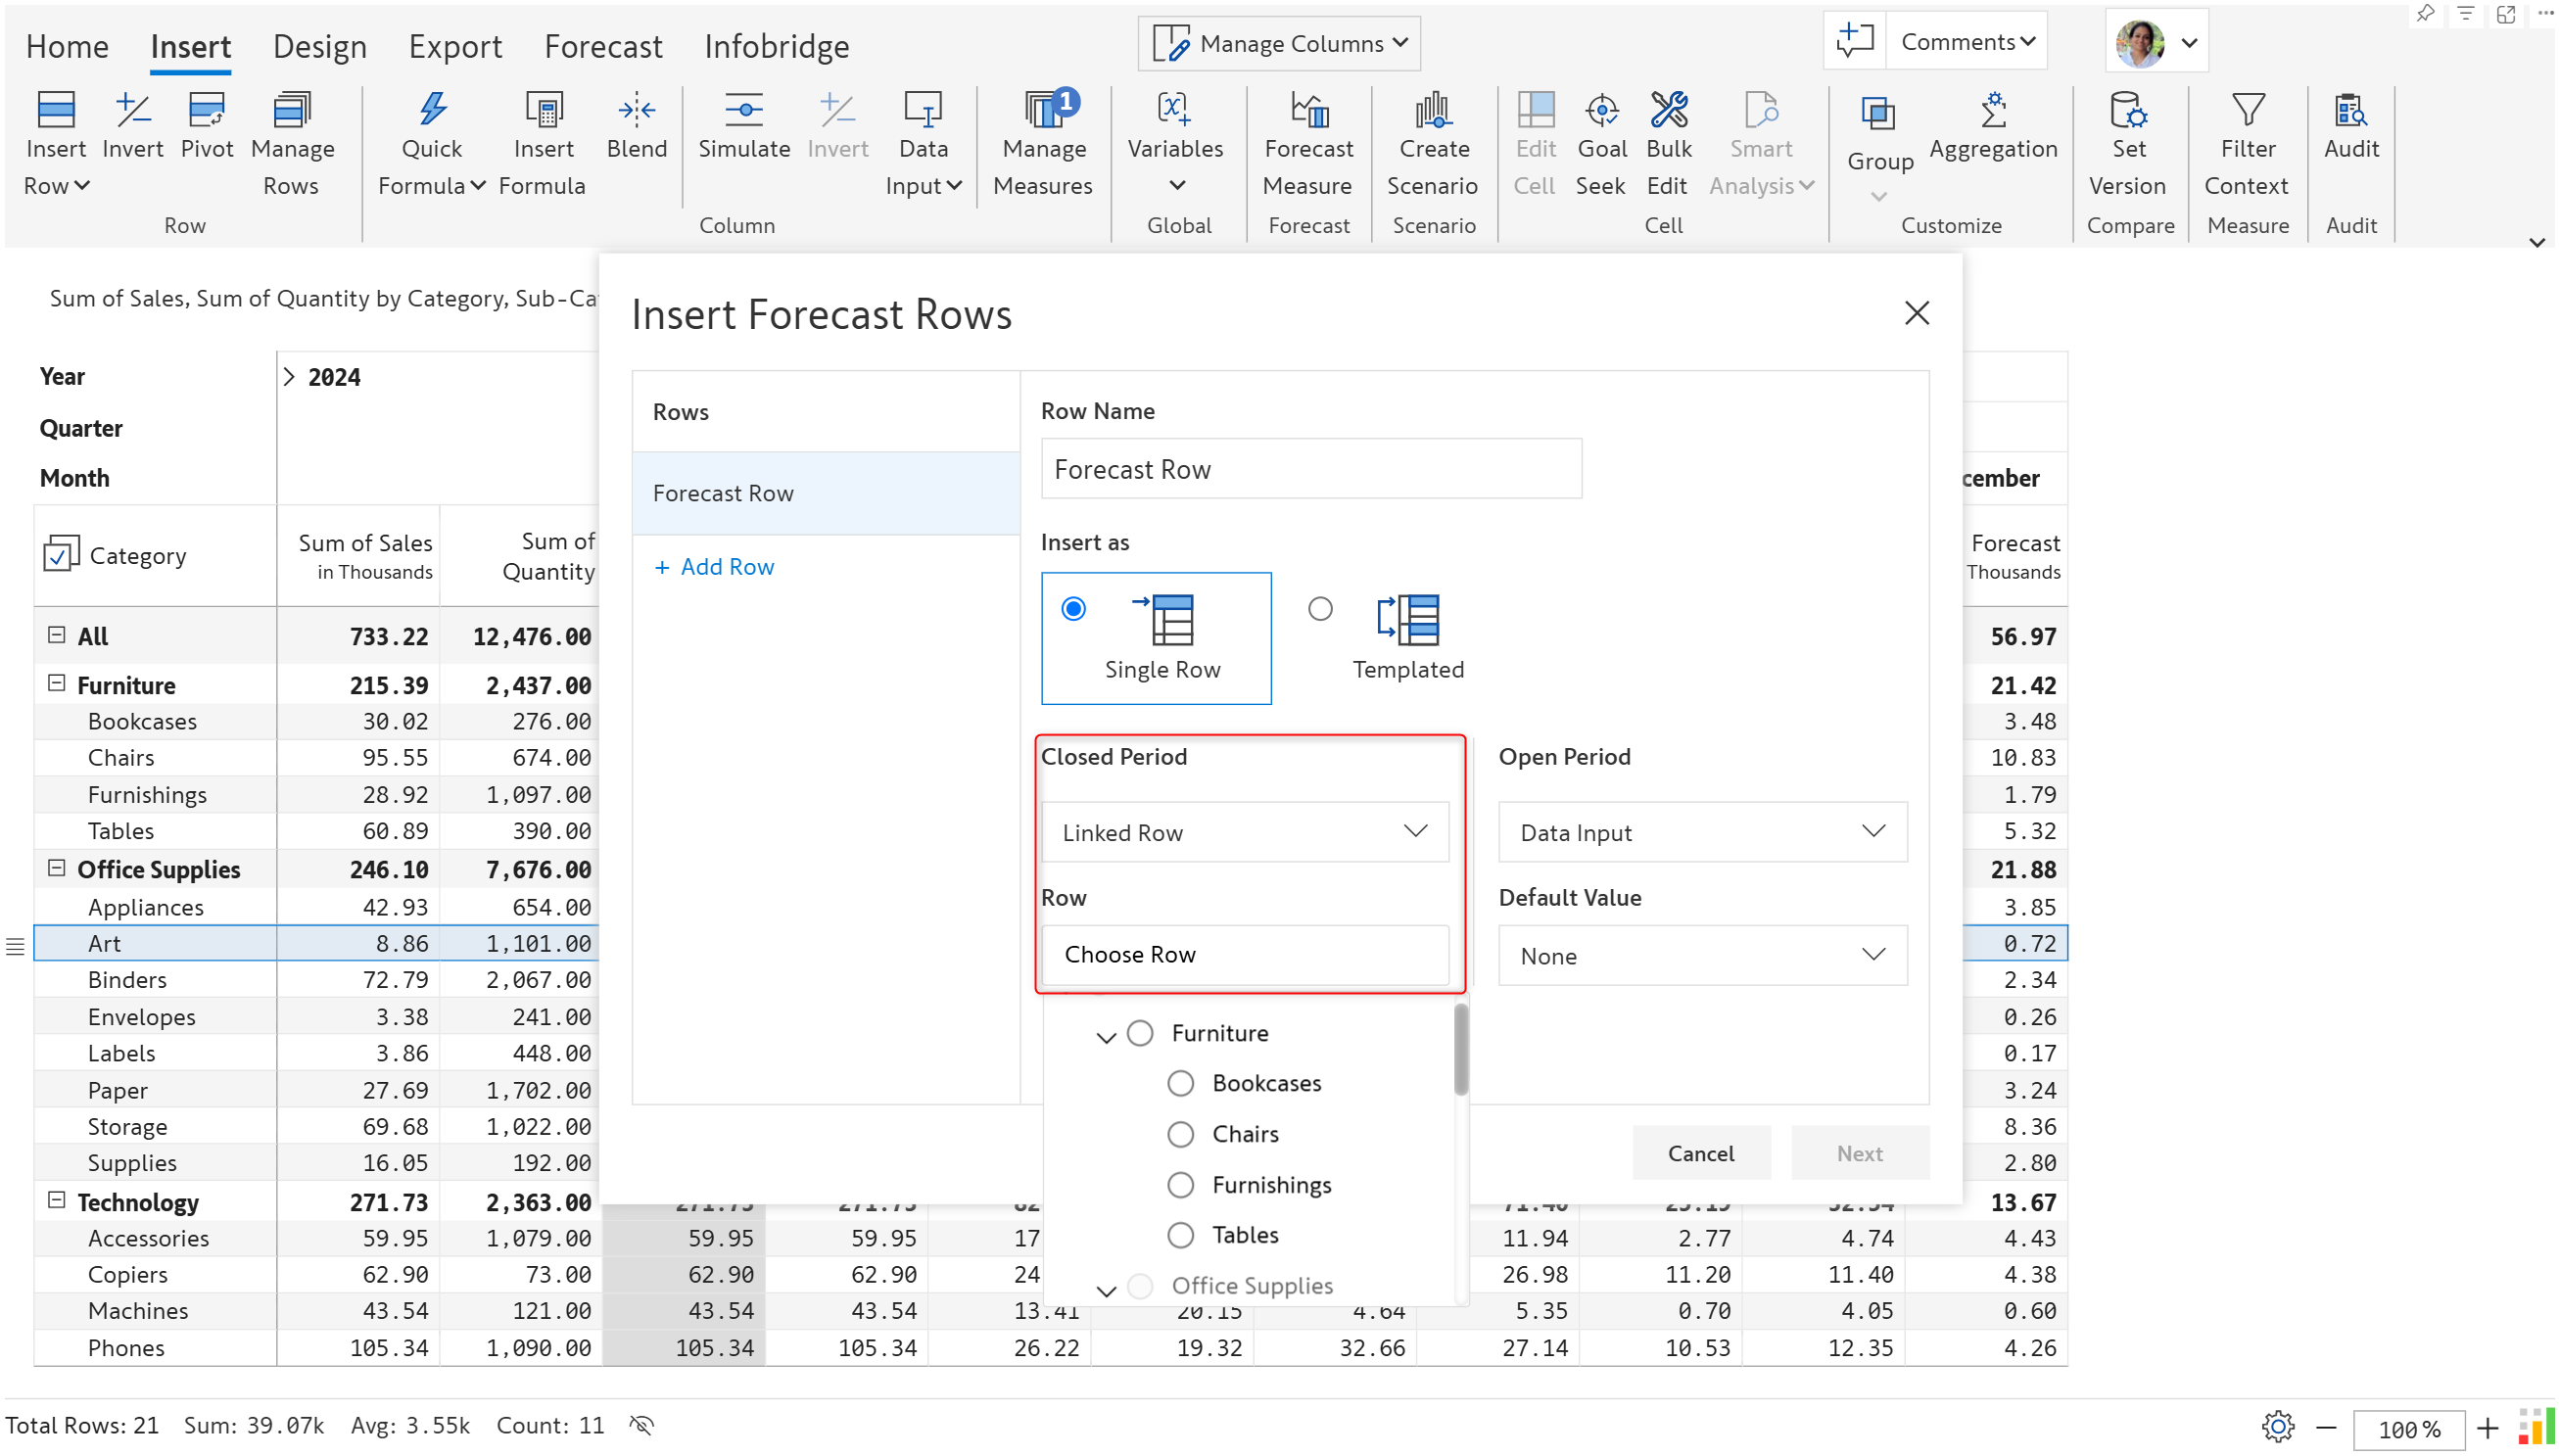 Home Insert Design Export Forecast Infobridge Manage Columns Comments
Insert Row Invert Pivot Manage Rows Quick Formula Insert Formula Blend Simulate Invert Data Input Manage Measures 1 Variables Forecast Measure Create Scenario Edit Cell Goal Seek Bulk Edit Smart Analysis Group Aggregation Set Version Filter Context Audit
Row Column Global Forecast Scenario Cell Customize Compare Measure Audit
Sum of Sales, Sum of Quantity by Category,
Insert Forecast Rows
Year 2024
Quarter
Month cember
Category Sum of Sales in Thousands Sum of Quantity Forecast Thousands
All 733.22 12,476.00 56.97
Furniture 215.39 2,437.00 21.42
Bookcases 30.02 276.00 3.48
Chairs 95.55 674.00 10.83
Furnishings 28.92 1,097.00 1.79
Tables 60.89 390.00 5.32
Office Supplies 246.10 7,676.00 21.88
Appliances 42.93 654.00 3.85
Art 8.86 1,101.00 0.72
Binders 72.79 2,067.00 2.34
Envelopes 3.38 241.00 0.26
Labels 3.86 448.00 0.17
Paper 27.69 1,702.00 3.24
Storage 69.68 1,022.00 8.36
Supplies 16.05 192.00 2.80
Technology 271.73 2,363.00 13.67
Accessories 59.95 1,079.00 59.95 59.95 17. 11.94 2.77 4.74 4.43
Copiers 62.90 73.00 62.90 62.90 24. 26.98 11.20 11.40 4.38
Machines 43.54 121.00 43.54 43.54 13.41 20.15 4.64 5.35 0.70 4.05 0.60
Phones 105.34 1,090.00 105.34 105.34 26.22 19.32 32.66 27.14 10.53 12.35 4.26
Rows
Forecast Row
+ Add Row
Row Name
Forecast Row
Insert as
Single Row Templated
Closed Period Open Period
Linked Row Data Input
Row Default Value
Choose Row None
Furniture
Bookcases
Chairs
Furnishings
Tables
Office Supplies
Cancel Next
Total Rows: 21 Sum: 39.07k Avg: 3.55k Count: 11 100 %